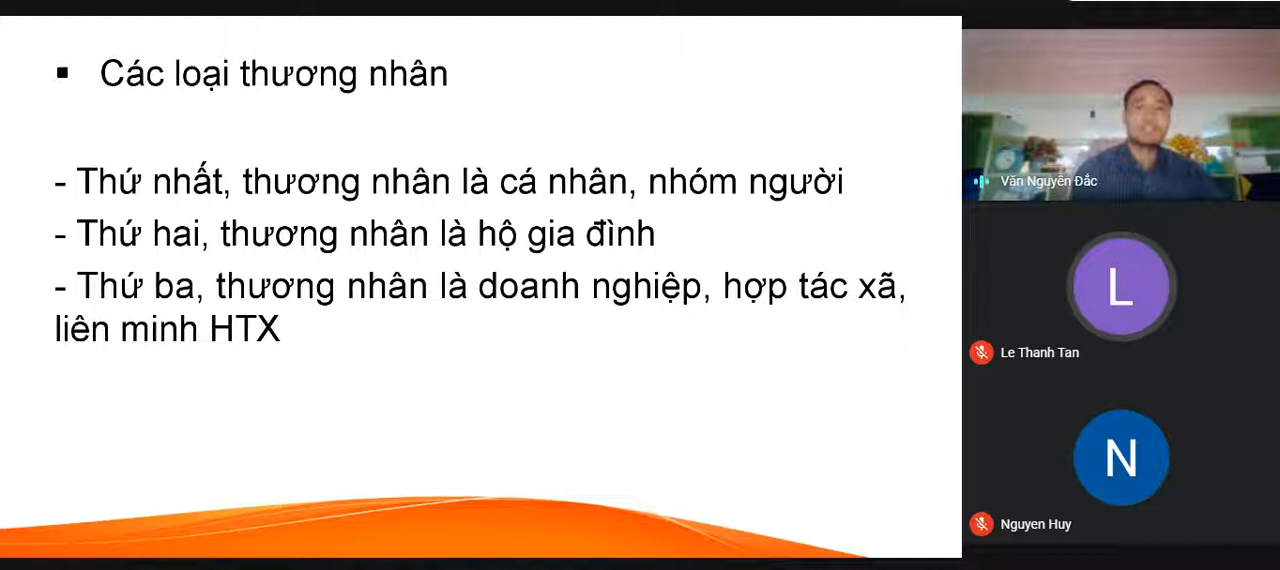 ▪ Các loại thương nhân
- Thứ nhất, thương nhân là cá nhân, nhóm người
- Thứ hai, thương nhân là hộ gia đình
- Thứ ba, thương nhân là doanh nghiệp, hợp tác xã,
liên minh HTX
Văn Nguyễn Đắc
L
Le Thanh Tan
N
Nguyen Huy